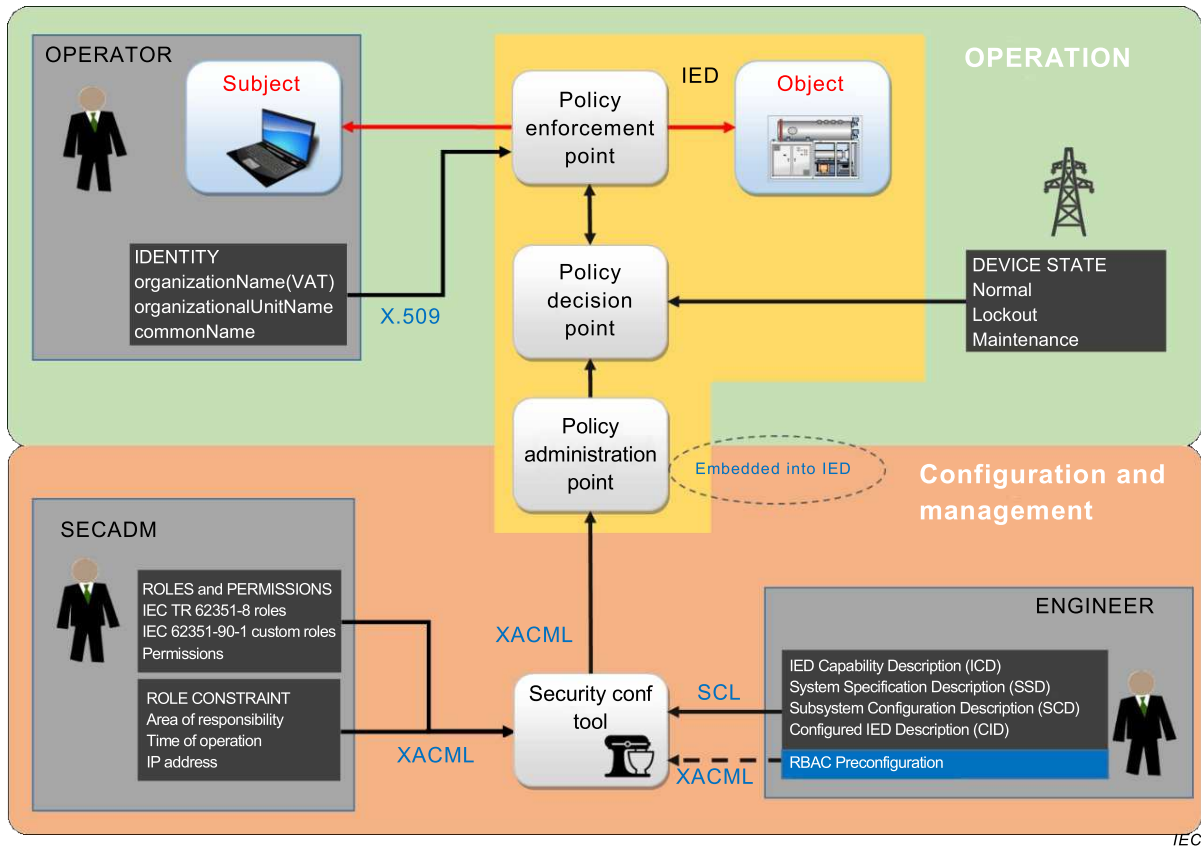 OPERATION
OPERATOR
Subject
IDENTITY
organizationName(VAT)
organizationalUnitName
commonName
X.509
IED
Policy
enforcement
point
Object
Policy
decision
point
DEVICE STATE
Normal
Lockout
Maintenance
Policy
administration
point
Embedded into IED
Configuration and
management
SECADM
ROLES and PERMISSIONS
IEC TR 62351-8 roles
IEC 62351-90-1 custom roles
Permissions
ROLE CONSTRAINT
Area of responsibility
Time of operation
IP address
XACML
XACML
Security conf
tool
SCL
XACML
ENGINEER
IED Capability Description (ICD)
System Specification Description (SSD)
Subsystem Configuration Description (SCD)
Configured IED Description (CID)
RBAC Preconfiguration
IEC